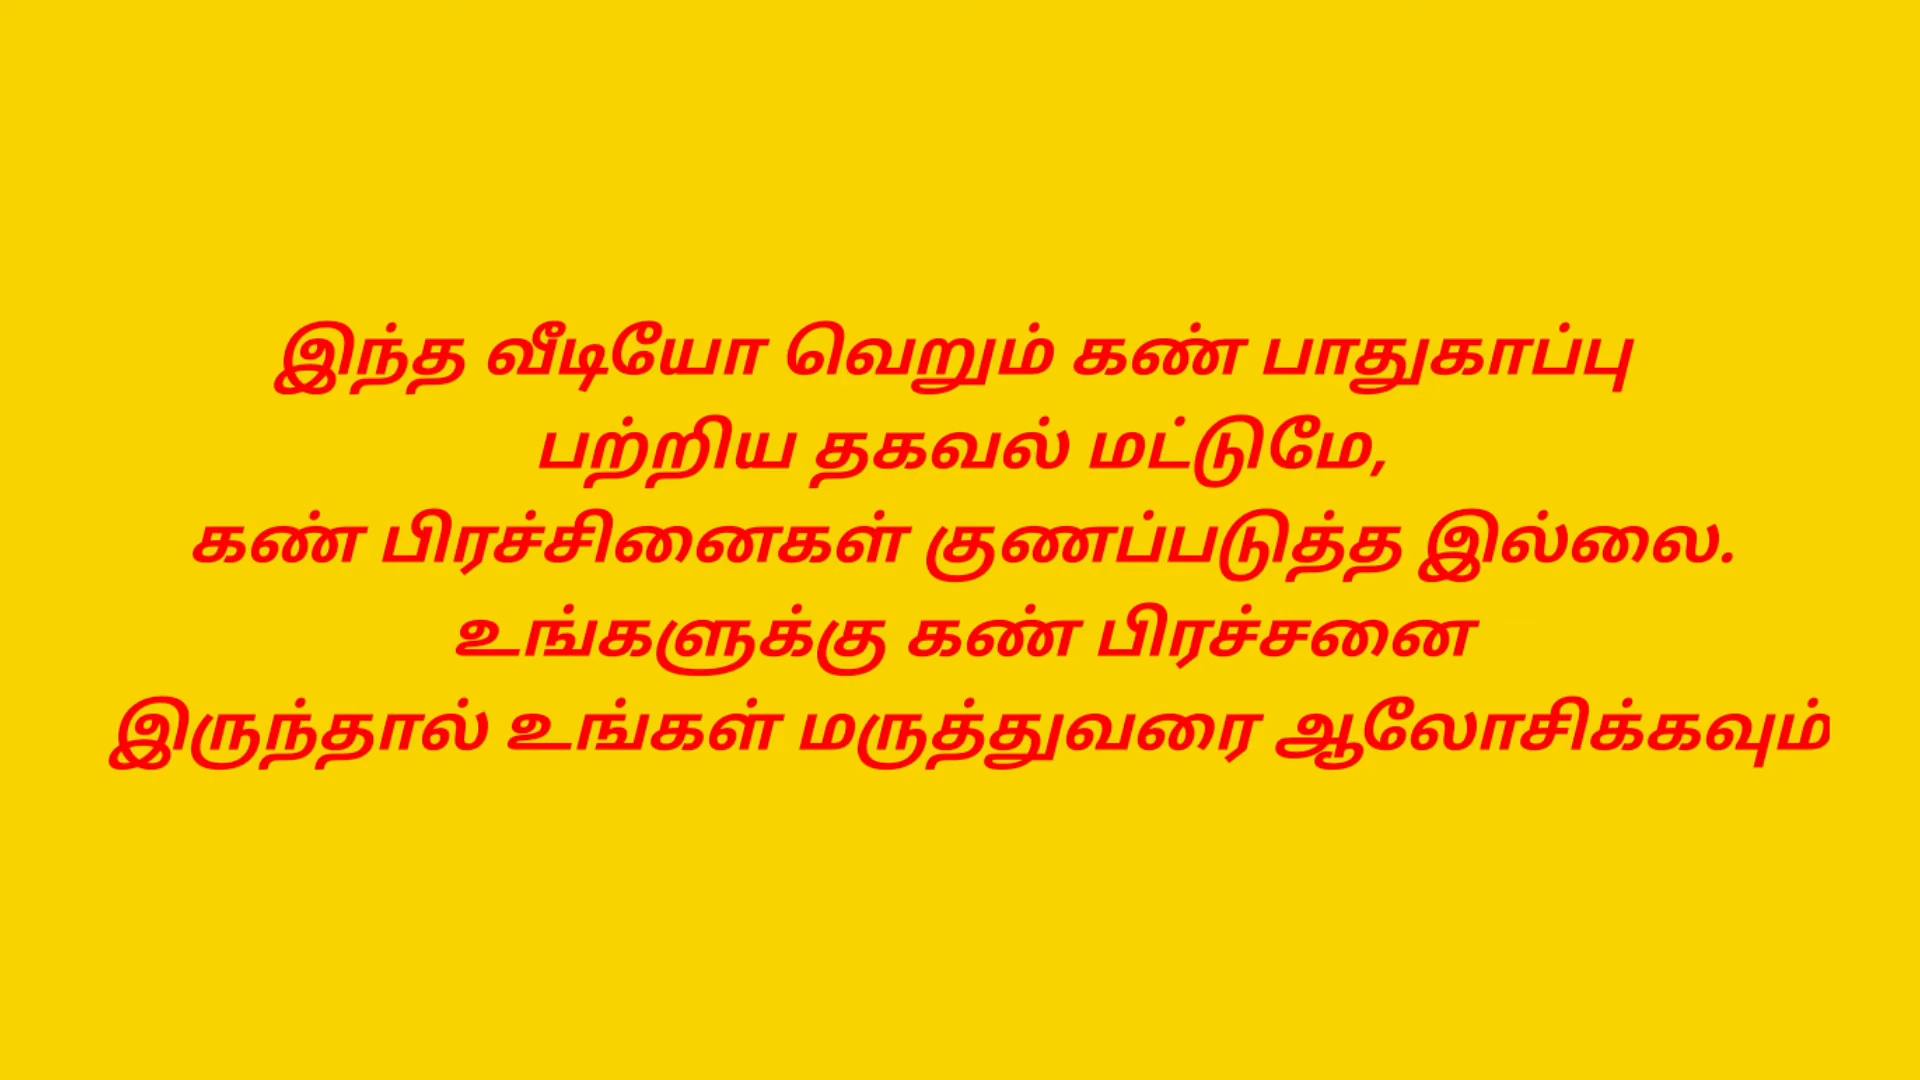 இந்த வீடியோ வெறும் கண் பாதுகாப்பு
பற்றிய தகவல் மட்டுமே,
கண் பிரச்சினைகள் குணப்படுத்த இல்லை.
உங்களுக்கு கண் பிரச்சனை
இருந்தால் உங்கள் மருத்துவரை ஆலோசிக்கவும்